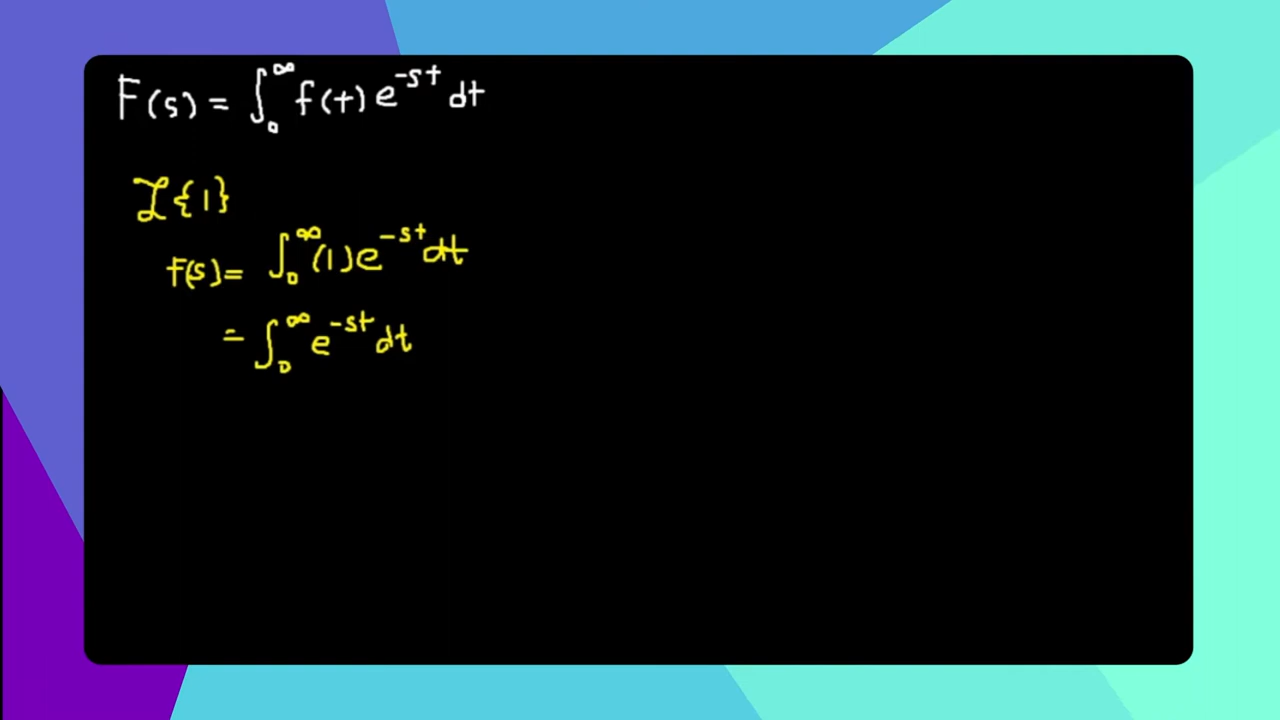 F(s) = ∫₀^∞ f(t) e^{-st} dt
ℒ{1}
F(s) = ∫₀^∞ (1) e^{-st} dt
= ∫₀^∞ e^{-st} dt